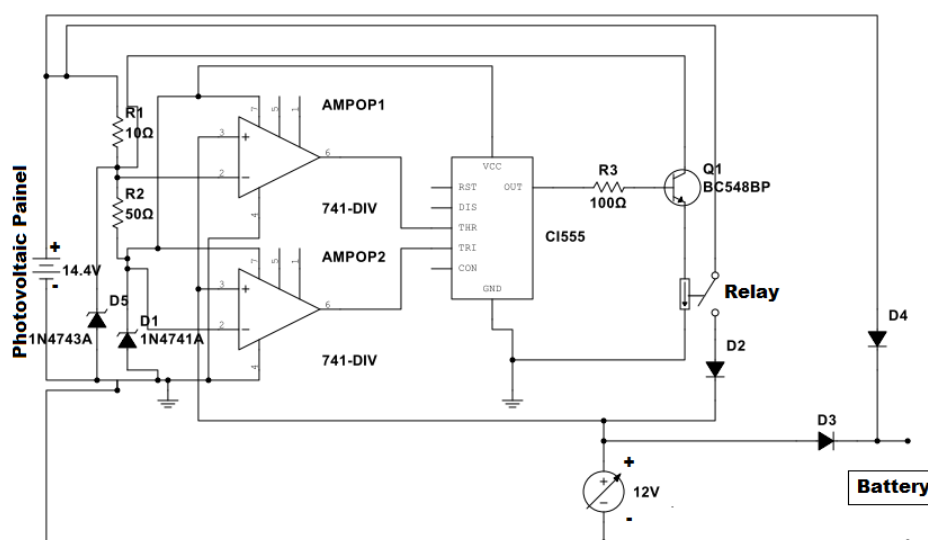 AMPOP1
R1
10Ω
7
5
1
3
6
2
4
741-DIV
R2
50Ω
VCC
RST
OUT
DIS
THR
TRI
CON
GND
CI555
R3
100Ω
Q1
BC548BP
AMPOP2
7
5
1
3
6
2
4
741-DIV
Photovoltaic Painel
+
14.4V
-
D5
1N4743A
D1
1N4741A
Relay
D2
D4
D3
+
12V
-
Battery